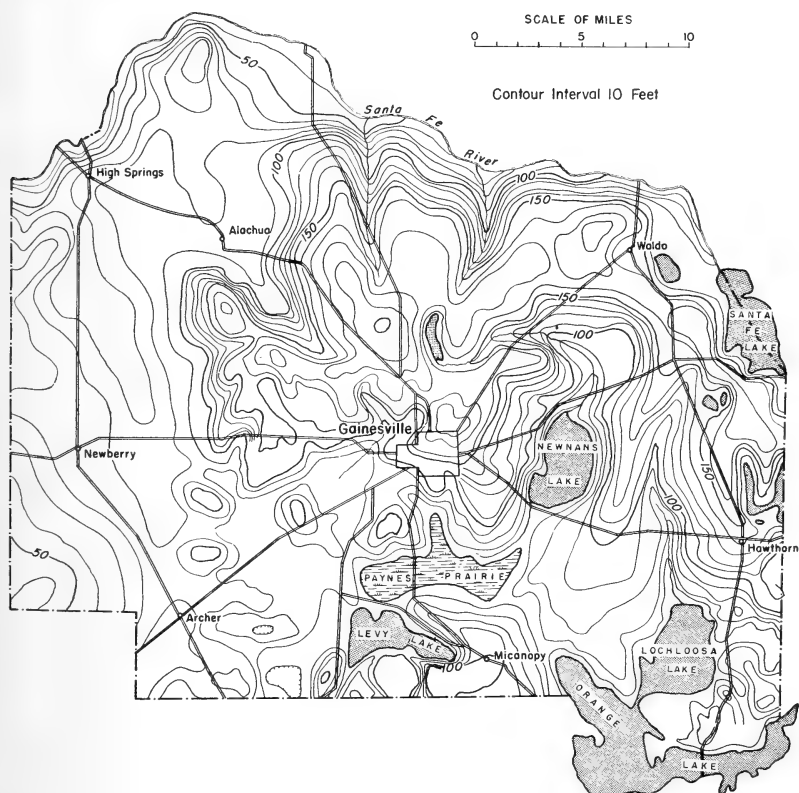 SCALE OF MILES
0 5 10
Contour Interval 10 Feet
50
Santa Fe River
High Springs
100
100
150
Alachua
150
Waldo
SANTA FE LAKE
150
100
Gainesville
Newberry
NEWNANS LAKE
150
100
50
Hawthorn
PAYNES PRAIRIE
Archer
LEVY LAKE
100
Micanopy
LOCHLOOSA LAKE
ORANGE LAKE